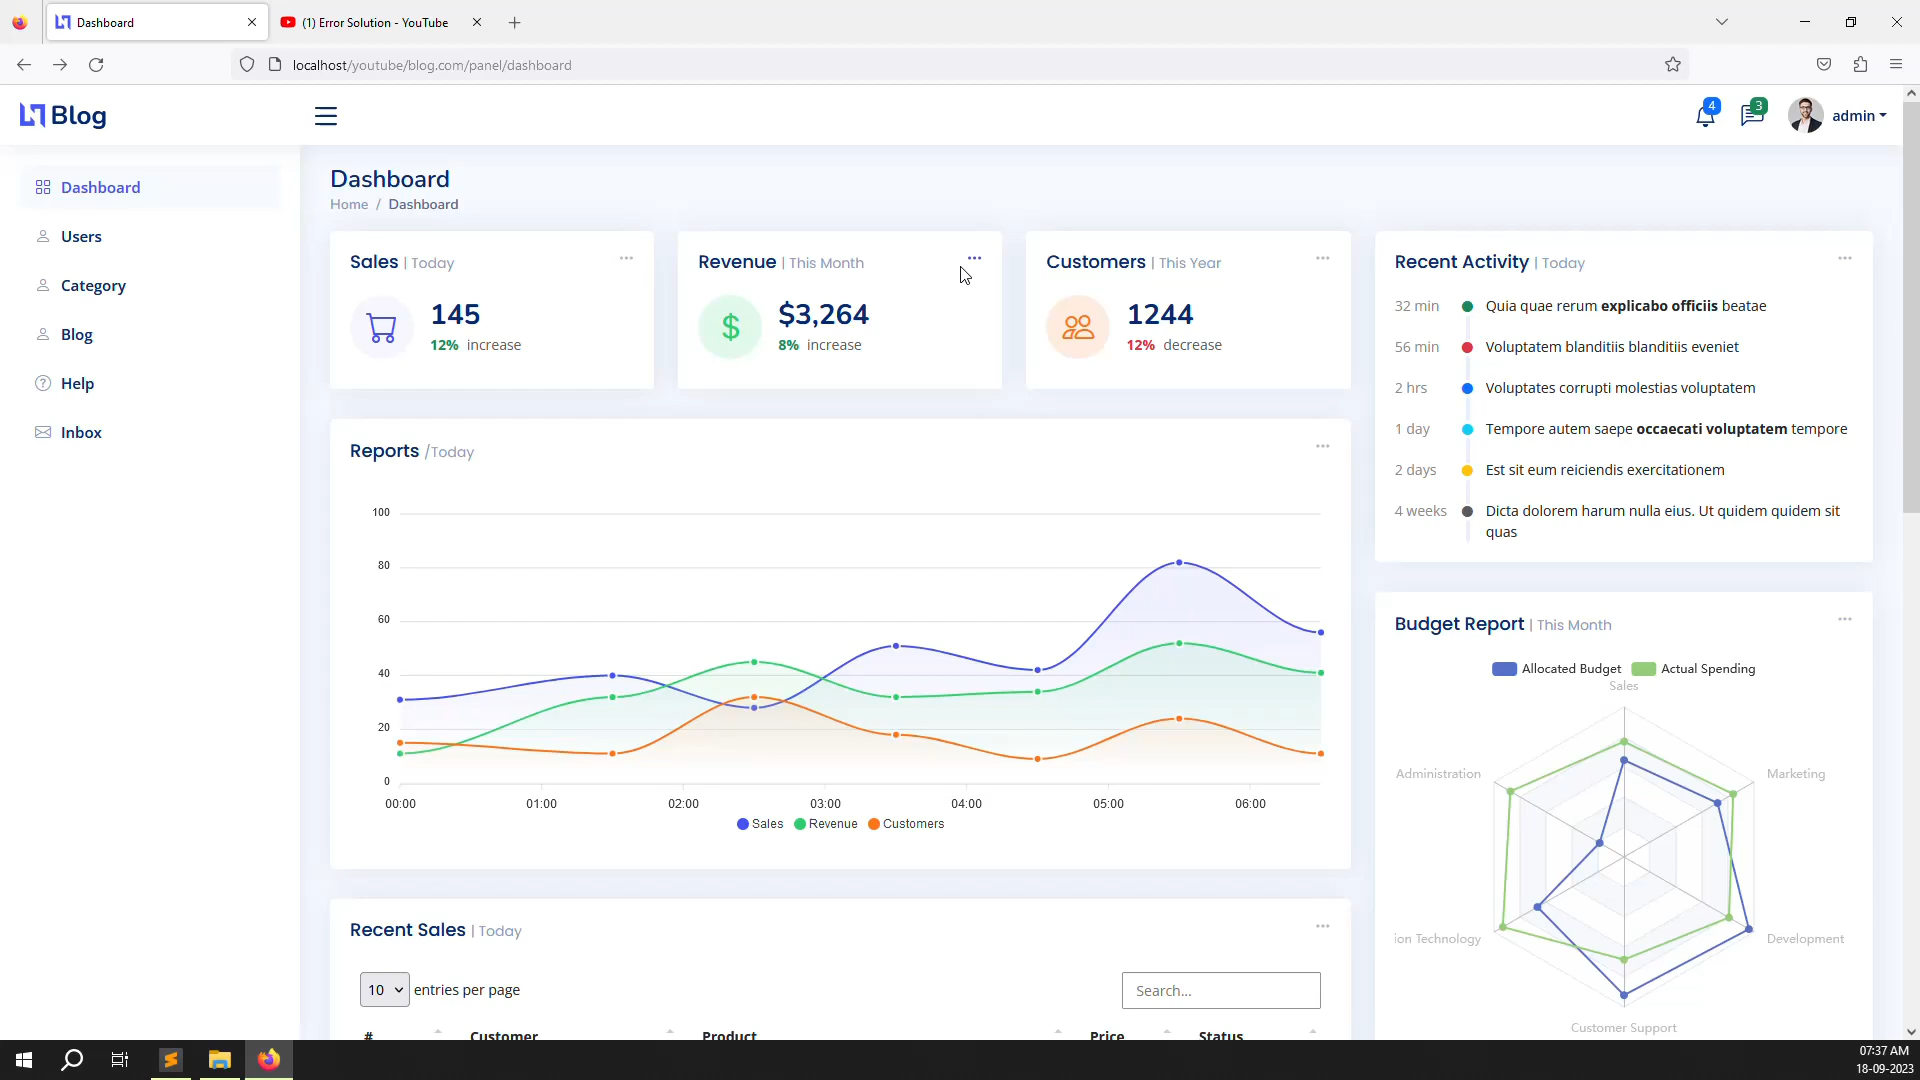 Dashboard
(1) Error Solution - YouTube
localhost/youtube/blog.com/panel/dashboard
Blog
4
3
admin
Dashboard
Users
Category
Blog
Help
Inbox
Dashboard
Home / Dashboard
Sales | Today
145
12% increase
Revenue | This Month
$
$3,264
8% increase
Customers | This Year
1244
12% decrease
Reports /Today
100
80
60
40
20
0
00:00 01:00 02:00 03:00 04:00 05:00 06:00
Sales Revenue Customers
Recent Sales | Today
10 entries per page
Search...
# Customer Product Price Status
Recent Activity | Today
32 min Quia quae rerum explicabo officiis beatae
56 min Voluptatem blanditiis blanditiis eveniet
2 hrs Voluptates corrupti molestias voluptatem
1 day Tempore autem saepe occaecati voluptatem tempore
2 days Est sit eum reiciendis exercitationem
4 weeks Dicta dolorem harum nulla eius. Ut quidem quidem sit
quas
Budget Report | This Month
Allocated Budget Actual Spending
Sales
Administration
Marketing
ion Technology
Development
Customer Support
07:37 AM
18-09-2023